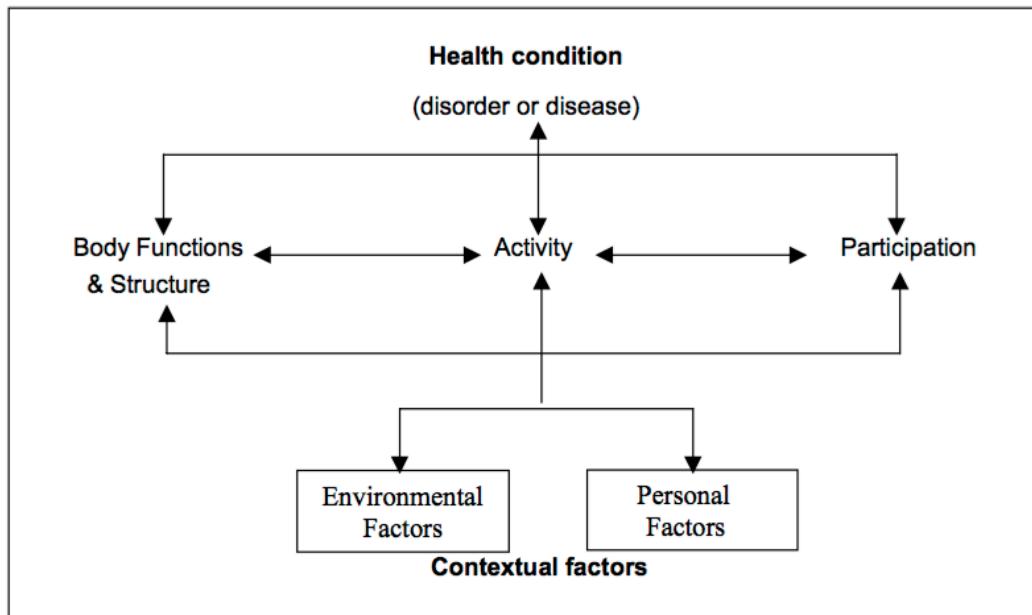 Health condition
(disorder or disease)
Body Functions
& Structure
Activity
Participation
Environmental
Factors
Personal
Factors
Contextual factors